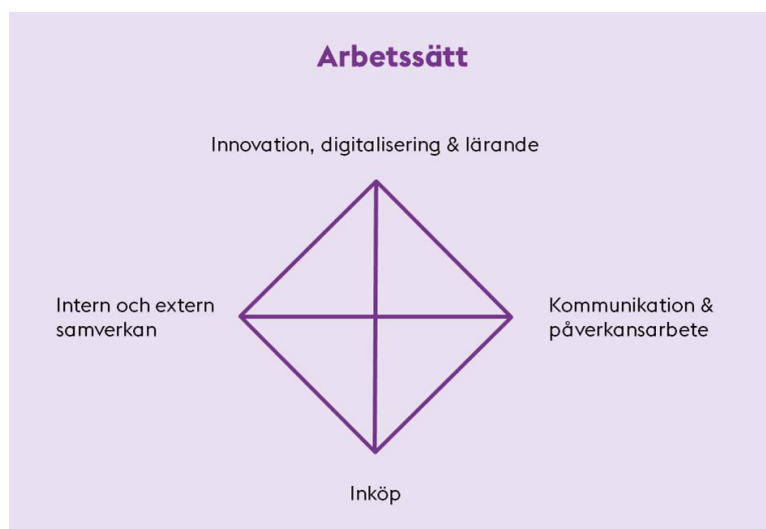 Arbetssätt
Innovation, digitalisering & lärande
Intern och extern
samverkan
Kommunikation &
påverkansarbete
Inköp